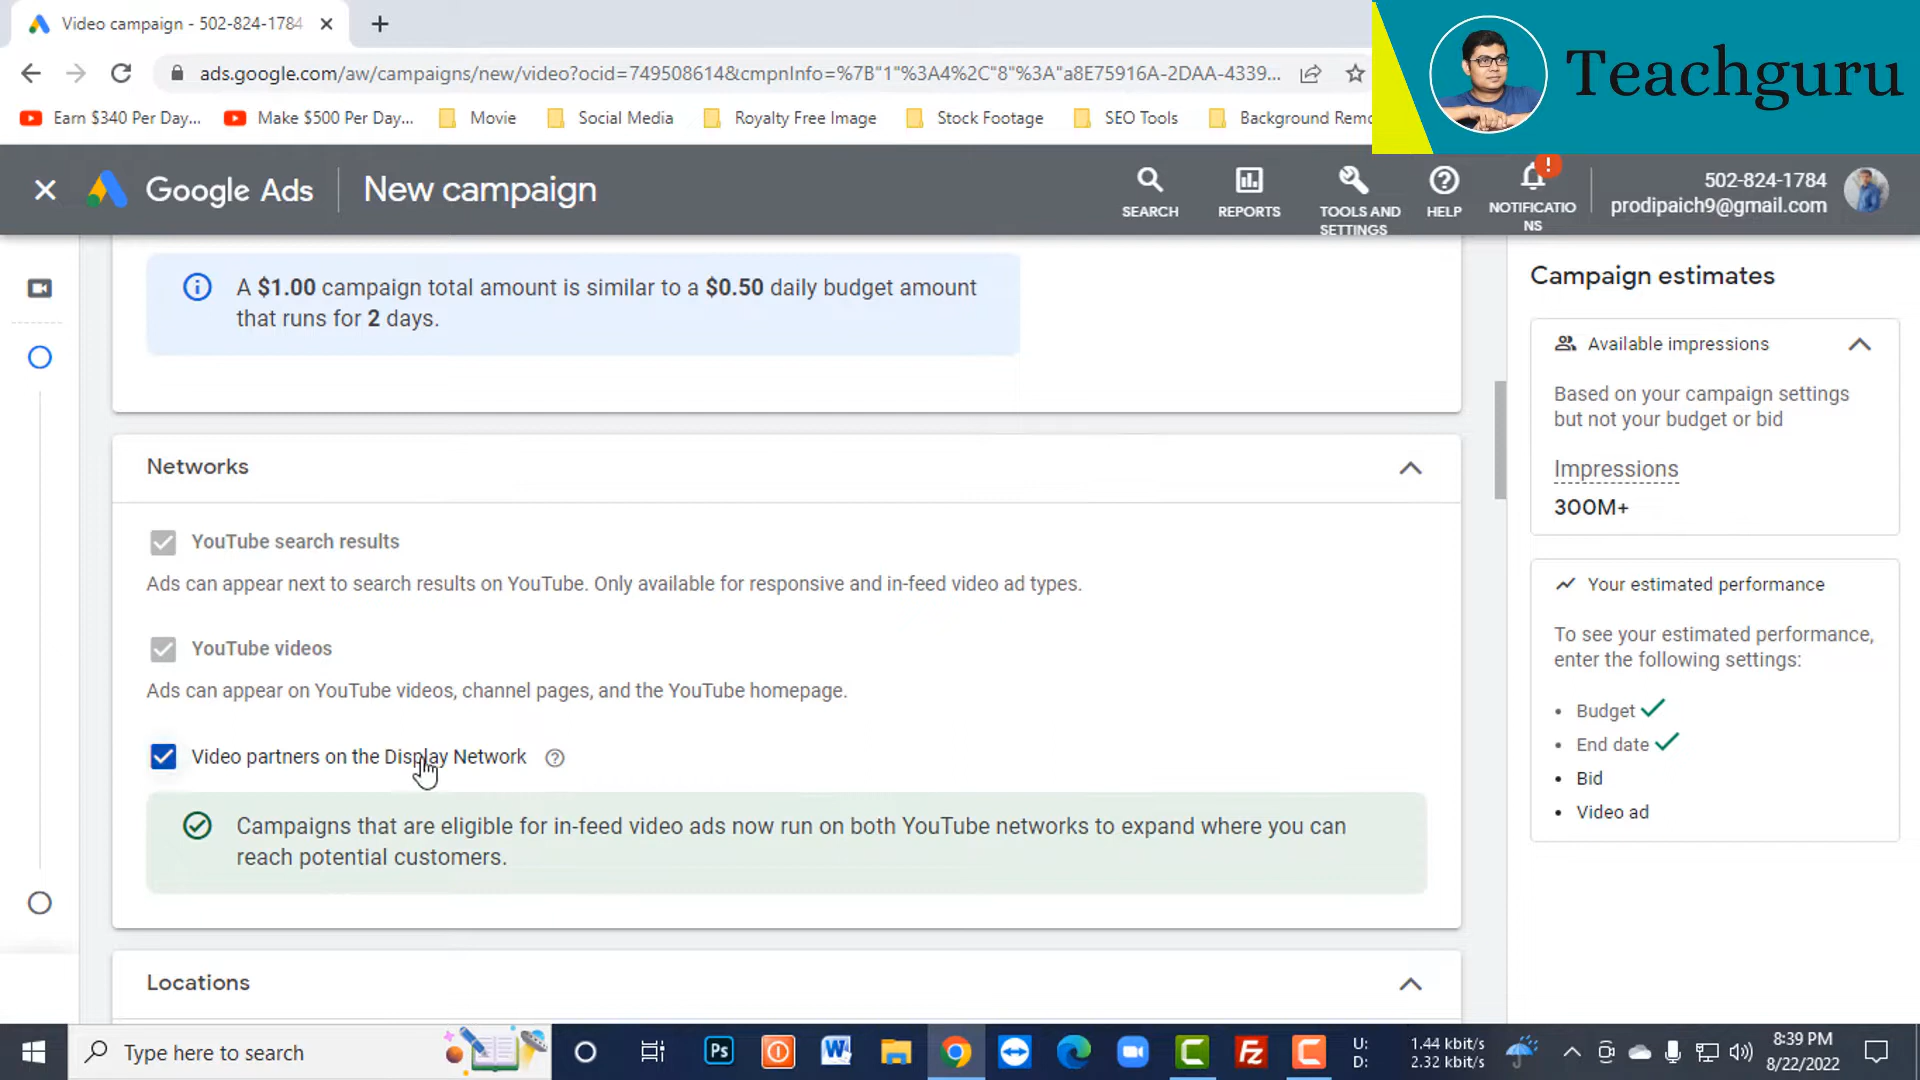 Video campaign - 502-824-1784
ads.google.com/aw/campaigns/new/video?ocid=749508614&cmpnInfo=%7B"1"%3A4%2C"8"%3A"a8E75916A-2DAA-4339...
Teachguru
Earn $340 Per Day...
Make $500 Per Day...
Movie
Social Media
Royalty Free Image
Stock Footage
SEO Tools
Background Remo
Google Ads
New campaign
SEARCH
REPORTS
TOOLS AND
SETTINGS
HELP
NOTIFICATIO
NS
502-824-1784
prodipaich9@gmail.com
A $1.00 campaign total amount is similar to a $0.50 daily budget amount
that runs for 2 days.
Networks
YouTube search results
Ads can appear next to search results on YouTube. Only available for responsive and in-feed video ad types.
YouTube videos
Ads can appear on YouTube videos, channel pages, and the YouTube homepage.
Video partners on the Display Network
Campaigns that are eligible for in-feed video ads now run on both YouTube networks to expand where you can
reach potential customers.
Locations
Campaign estimates
Available impressions
Based on your campaign settings
but not your budget or bid
Impressions
300M+
Your estimated performance
To see your estimated performance,
enter the following settings:
• Budget
• End date
• Bid
• Video ad
Type here to search
Ps
W
Fz
U: 1.44 kbit/s
D: 2.32 kbit/s
8:39 PM
8/22/2022